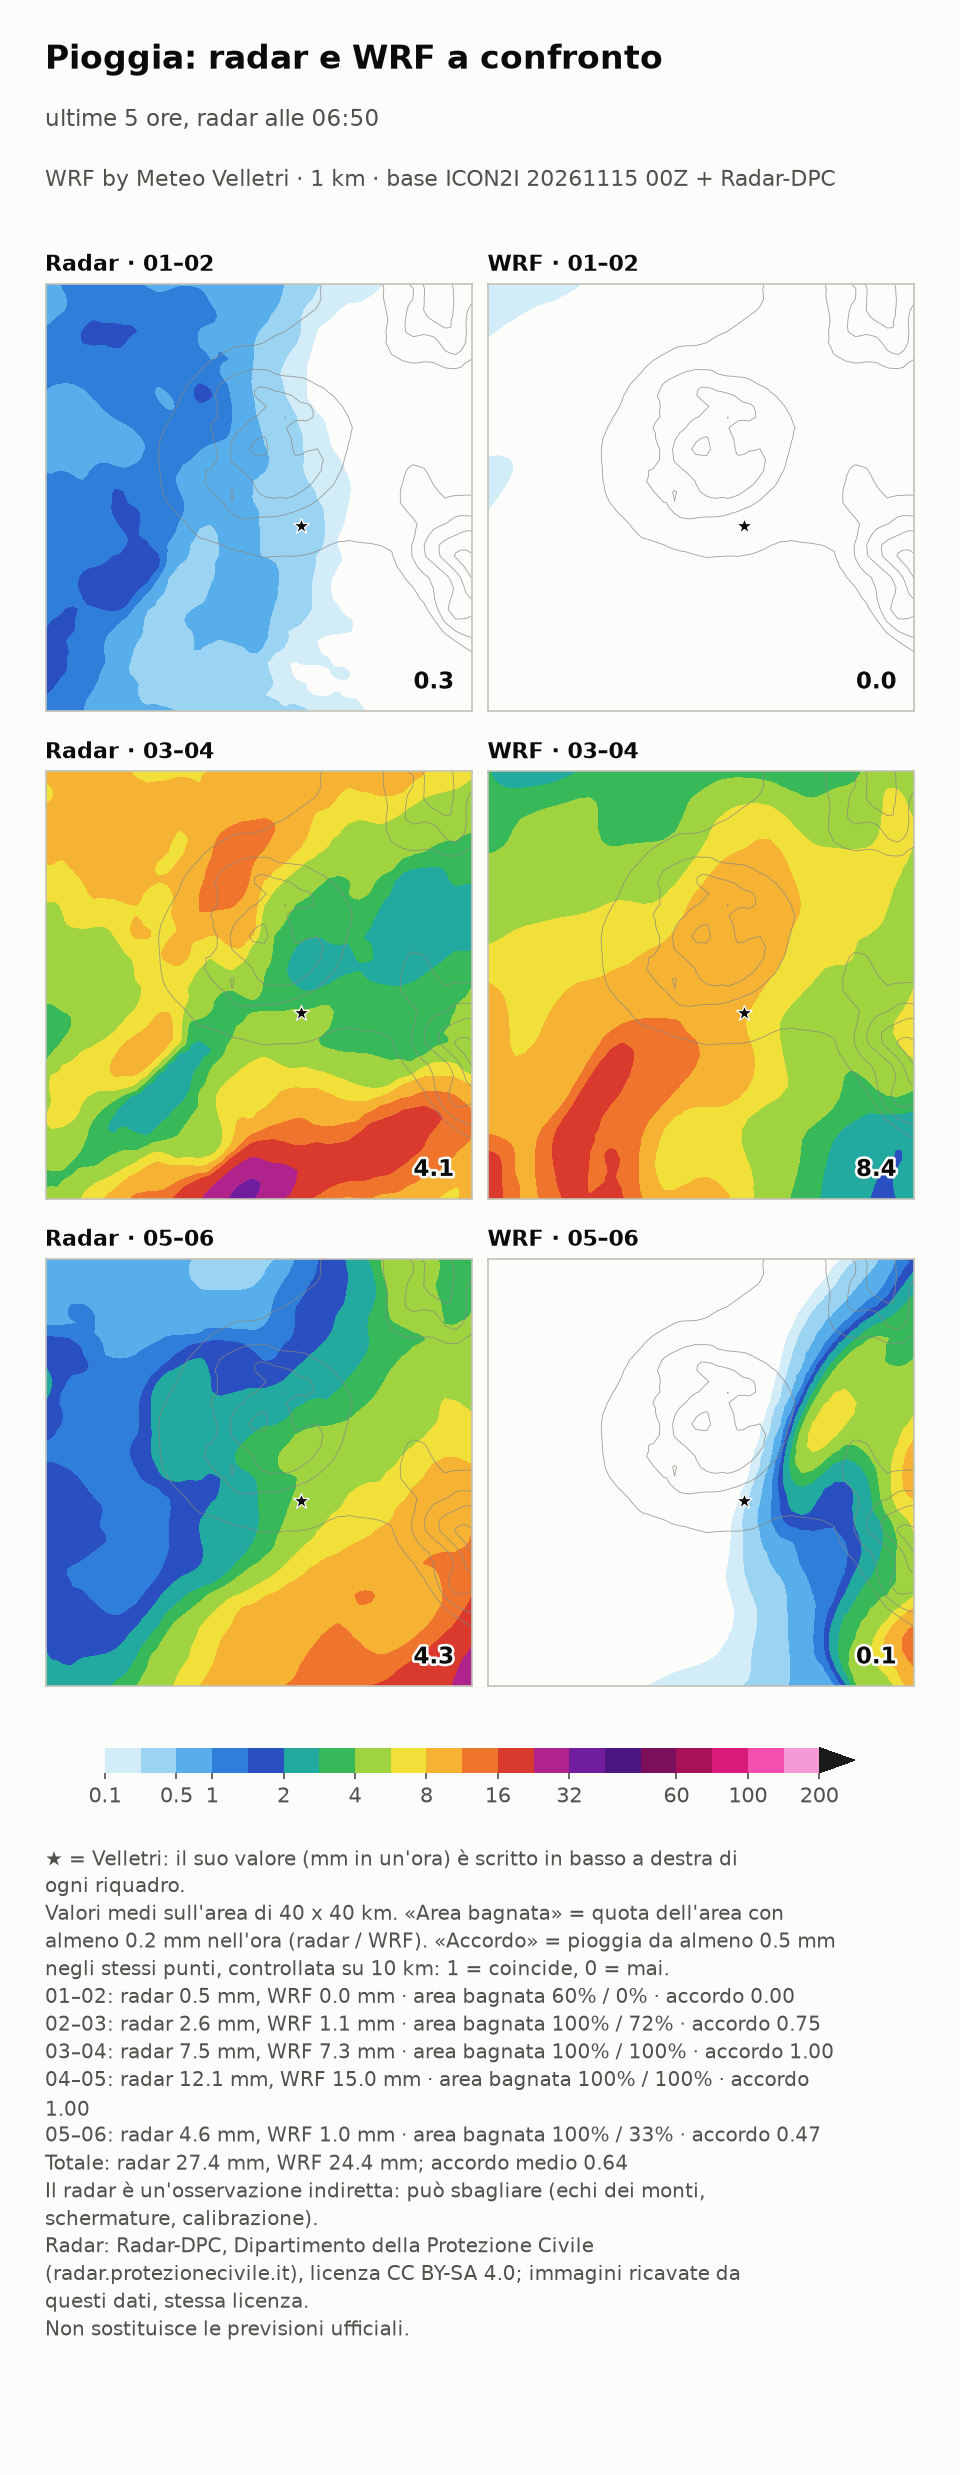 Pioggia: radar e WRF a confronto
ultime 5 ore, radar alle 06:50
WRF by Meteo Velletri · 1 km · base ICON2I 20261115 00Z + Radar-DPC
Radar · 01–02
WRF · 01–02
0.3
0.0
Radar · 03–04
WRF · 03–04
4.1
8.4
Radar · 05–06
WRF · 05–06
4.3
0.1
0.1 0.5 1 2 4 8 16 32 60 100 200
★ = Velletri: il suo valore (mm in un'ora) è scritto in basso a destra di
ogni riquadro.
Valori medi sull'area di 40 x 40 km. «Area bagnata» = quota dell'area con
almeno 0.2 mm nell'ora (radar / WRF). «Accordo» = pioggia da almeno 0.5 mm
negli stessi punti, controllata su 10 km: 1 = coincide, 0 = mai.
01–02: radar 0.5 mm, WRF 0.0 mm · area bagnata 60% / 0% · accordo 0.00
02–03: radar 2.6 mm, WRF 1.1 mm · area bagnata 100% / 72% · accordo 0.75
03–04: radar 7.5 mm, WRF 7.3 mm · area bagnata 100% / 100% · accordo 1.00
04–05: radar 12.1 mm, WRF 15.0 mm · area bagnata 100% / 100% · accordo
1.00
05–06: radar 4.6 mm, WRF 1.0 mm · area bagnata 100% / 33% · accordo 0.47
Totale: radar 27.4 mm, WRF 24.4 mm; accordo medio 0.64
Il radar è un'osservazione indiretta: può sbagliare (echi dei monti,
schermature, calibrazione).
Radar: Radar-DPC, Dipartimento della Protezione Civile
(radar.protezionecivile.it), licenza CC BY-SA 4.0; immagini ricavate da
questi dati, stessa licenza.
Non sostituisce le previsioni ufficiali.